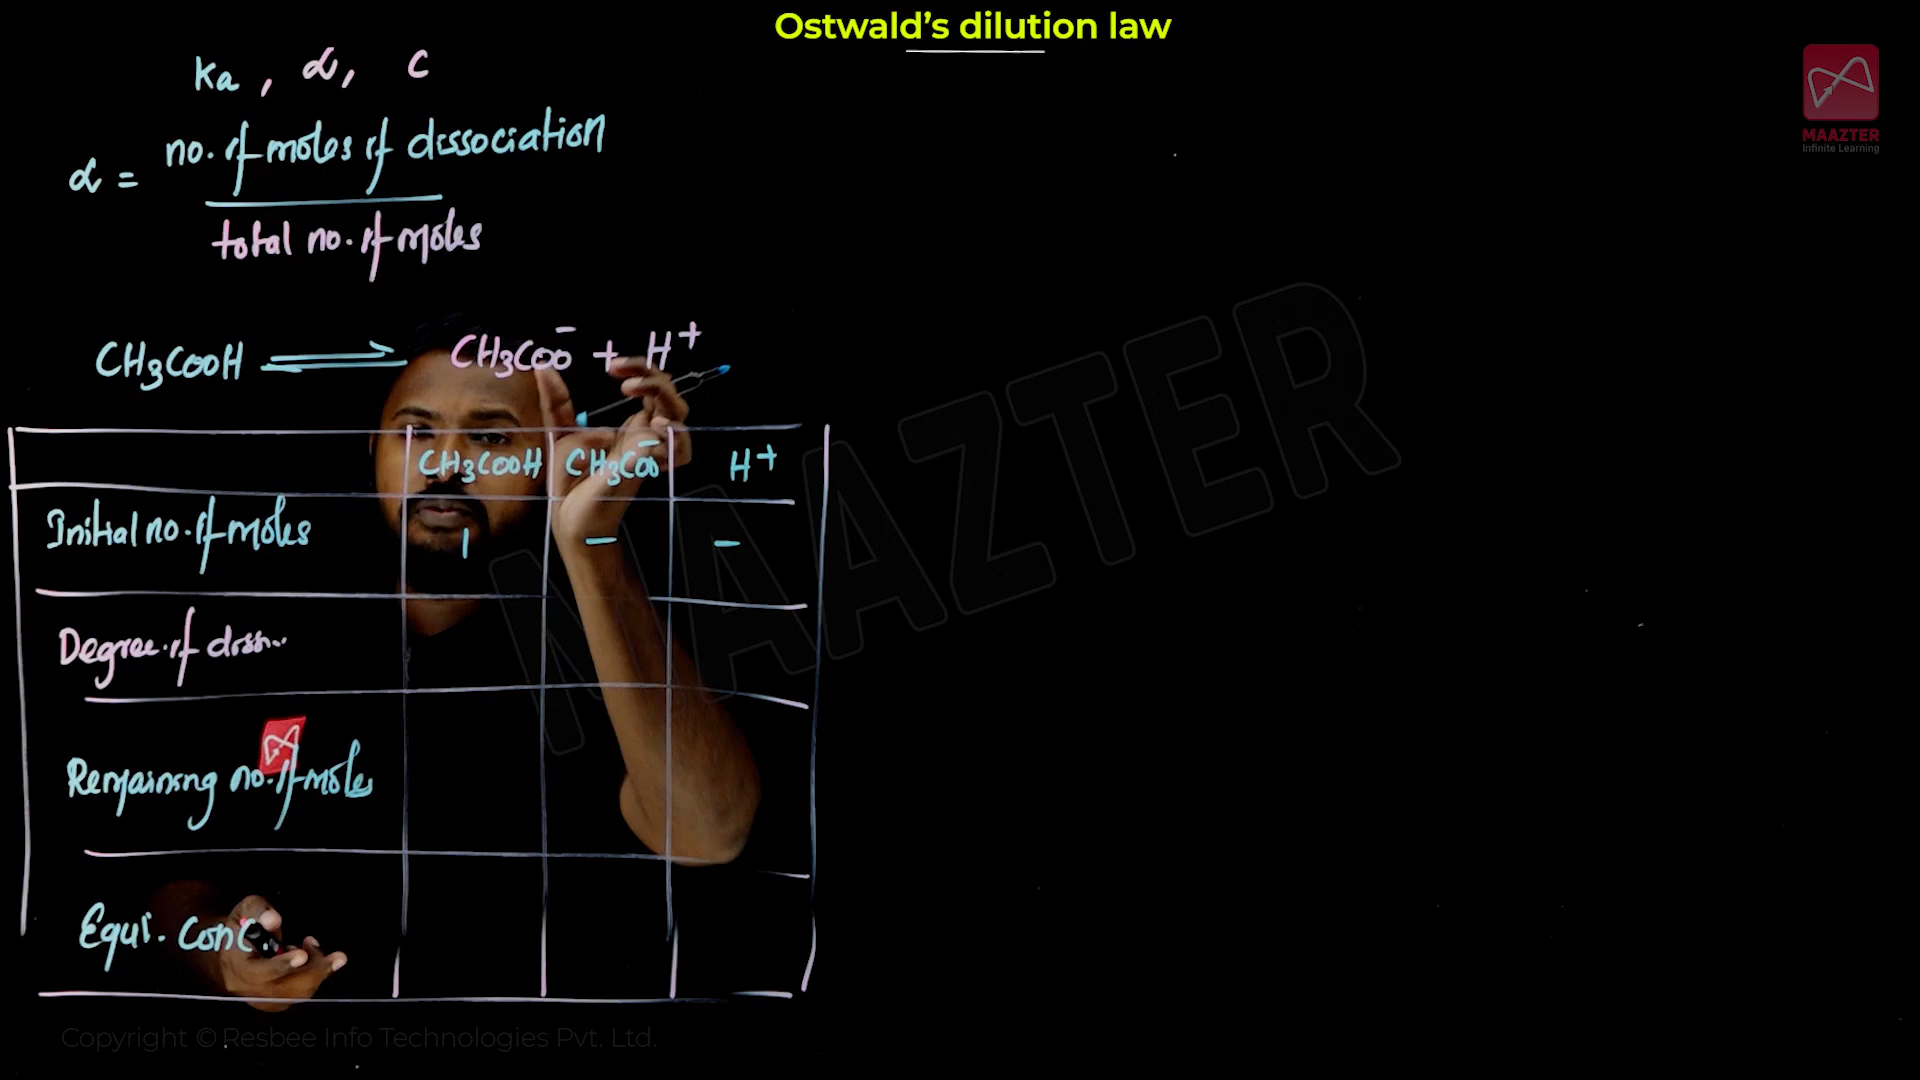 Ostwald's dilution law
Ka, α, C
α = no. of moles of dissociation
total no. of moles
CH3COOH ⇌ CH3COO⁻ + H⁺
CH3COOH CH3COO⁻ H⁺
Initial no. of moles 1 – –
Degree of diss..
Remaining no. of moles
Equi. Conc.
MAAZTER
Infinite Learning
MAAZTER
Copyright © Resbee Info Technologies Pvt. Ltd.